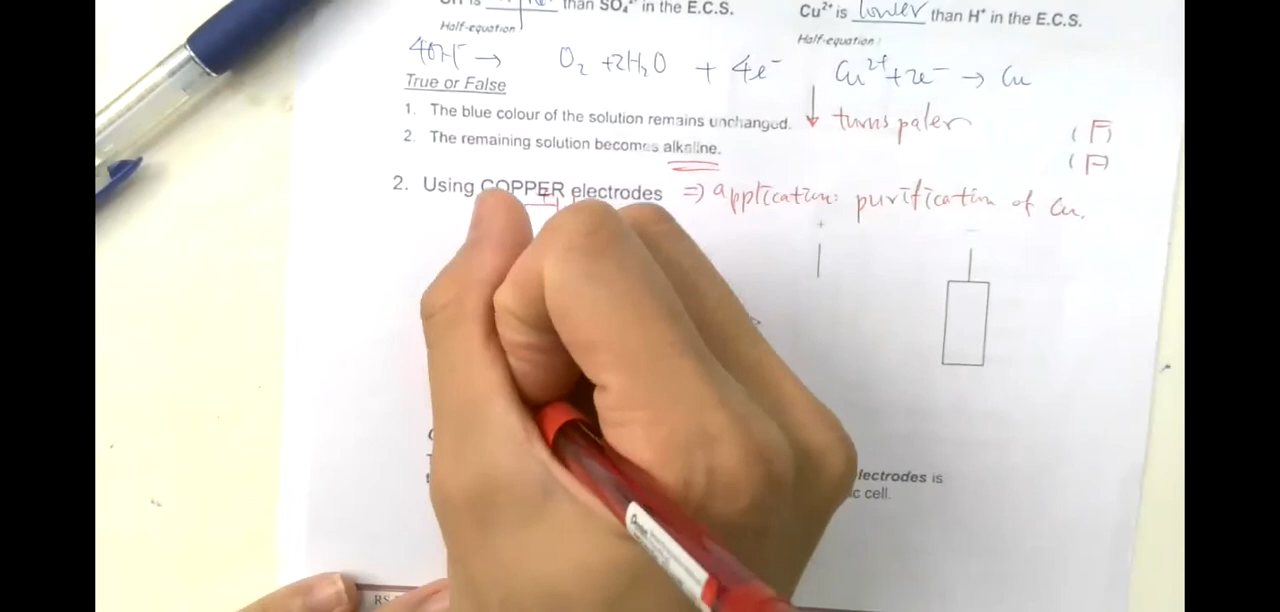 than SO₄²⁻ in the E.C.S.
Cu²⁺ is lower than H⁺ in the E.C.S.
Half-equation
Half-equation :
4OH⁻ → O₂ + 2H₂O + 4e⁻
Cu²⁺ + 2e⁻ → Cu
True or False
1. The blue colour of the solution remains unchanged. ↓ turns paler (F)
2. The remaining solution becomes alkaline. (F)
2. Using COPPER electrodes ⇒ application: purification of Cu.
+
lectrodes is
c cell.
RS